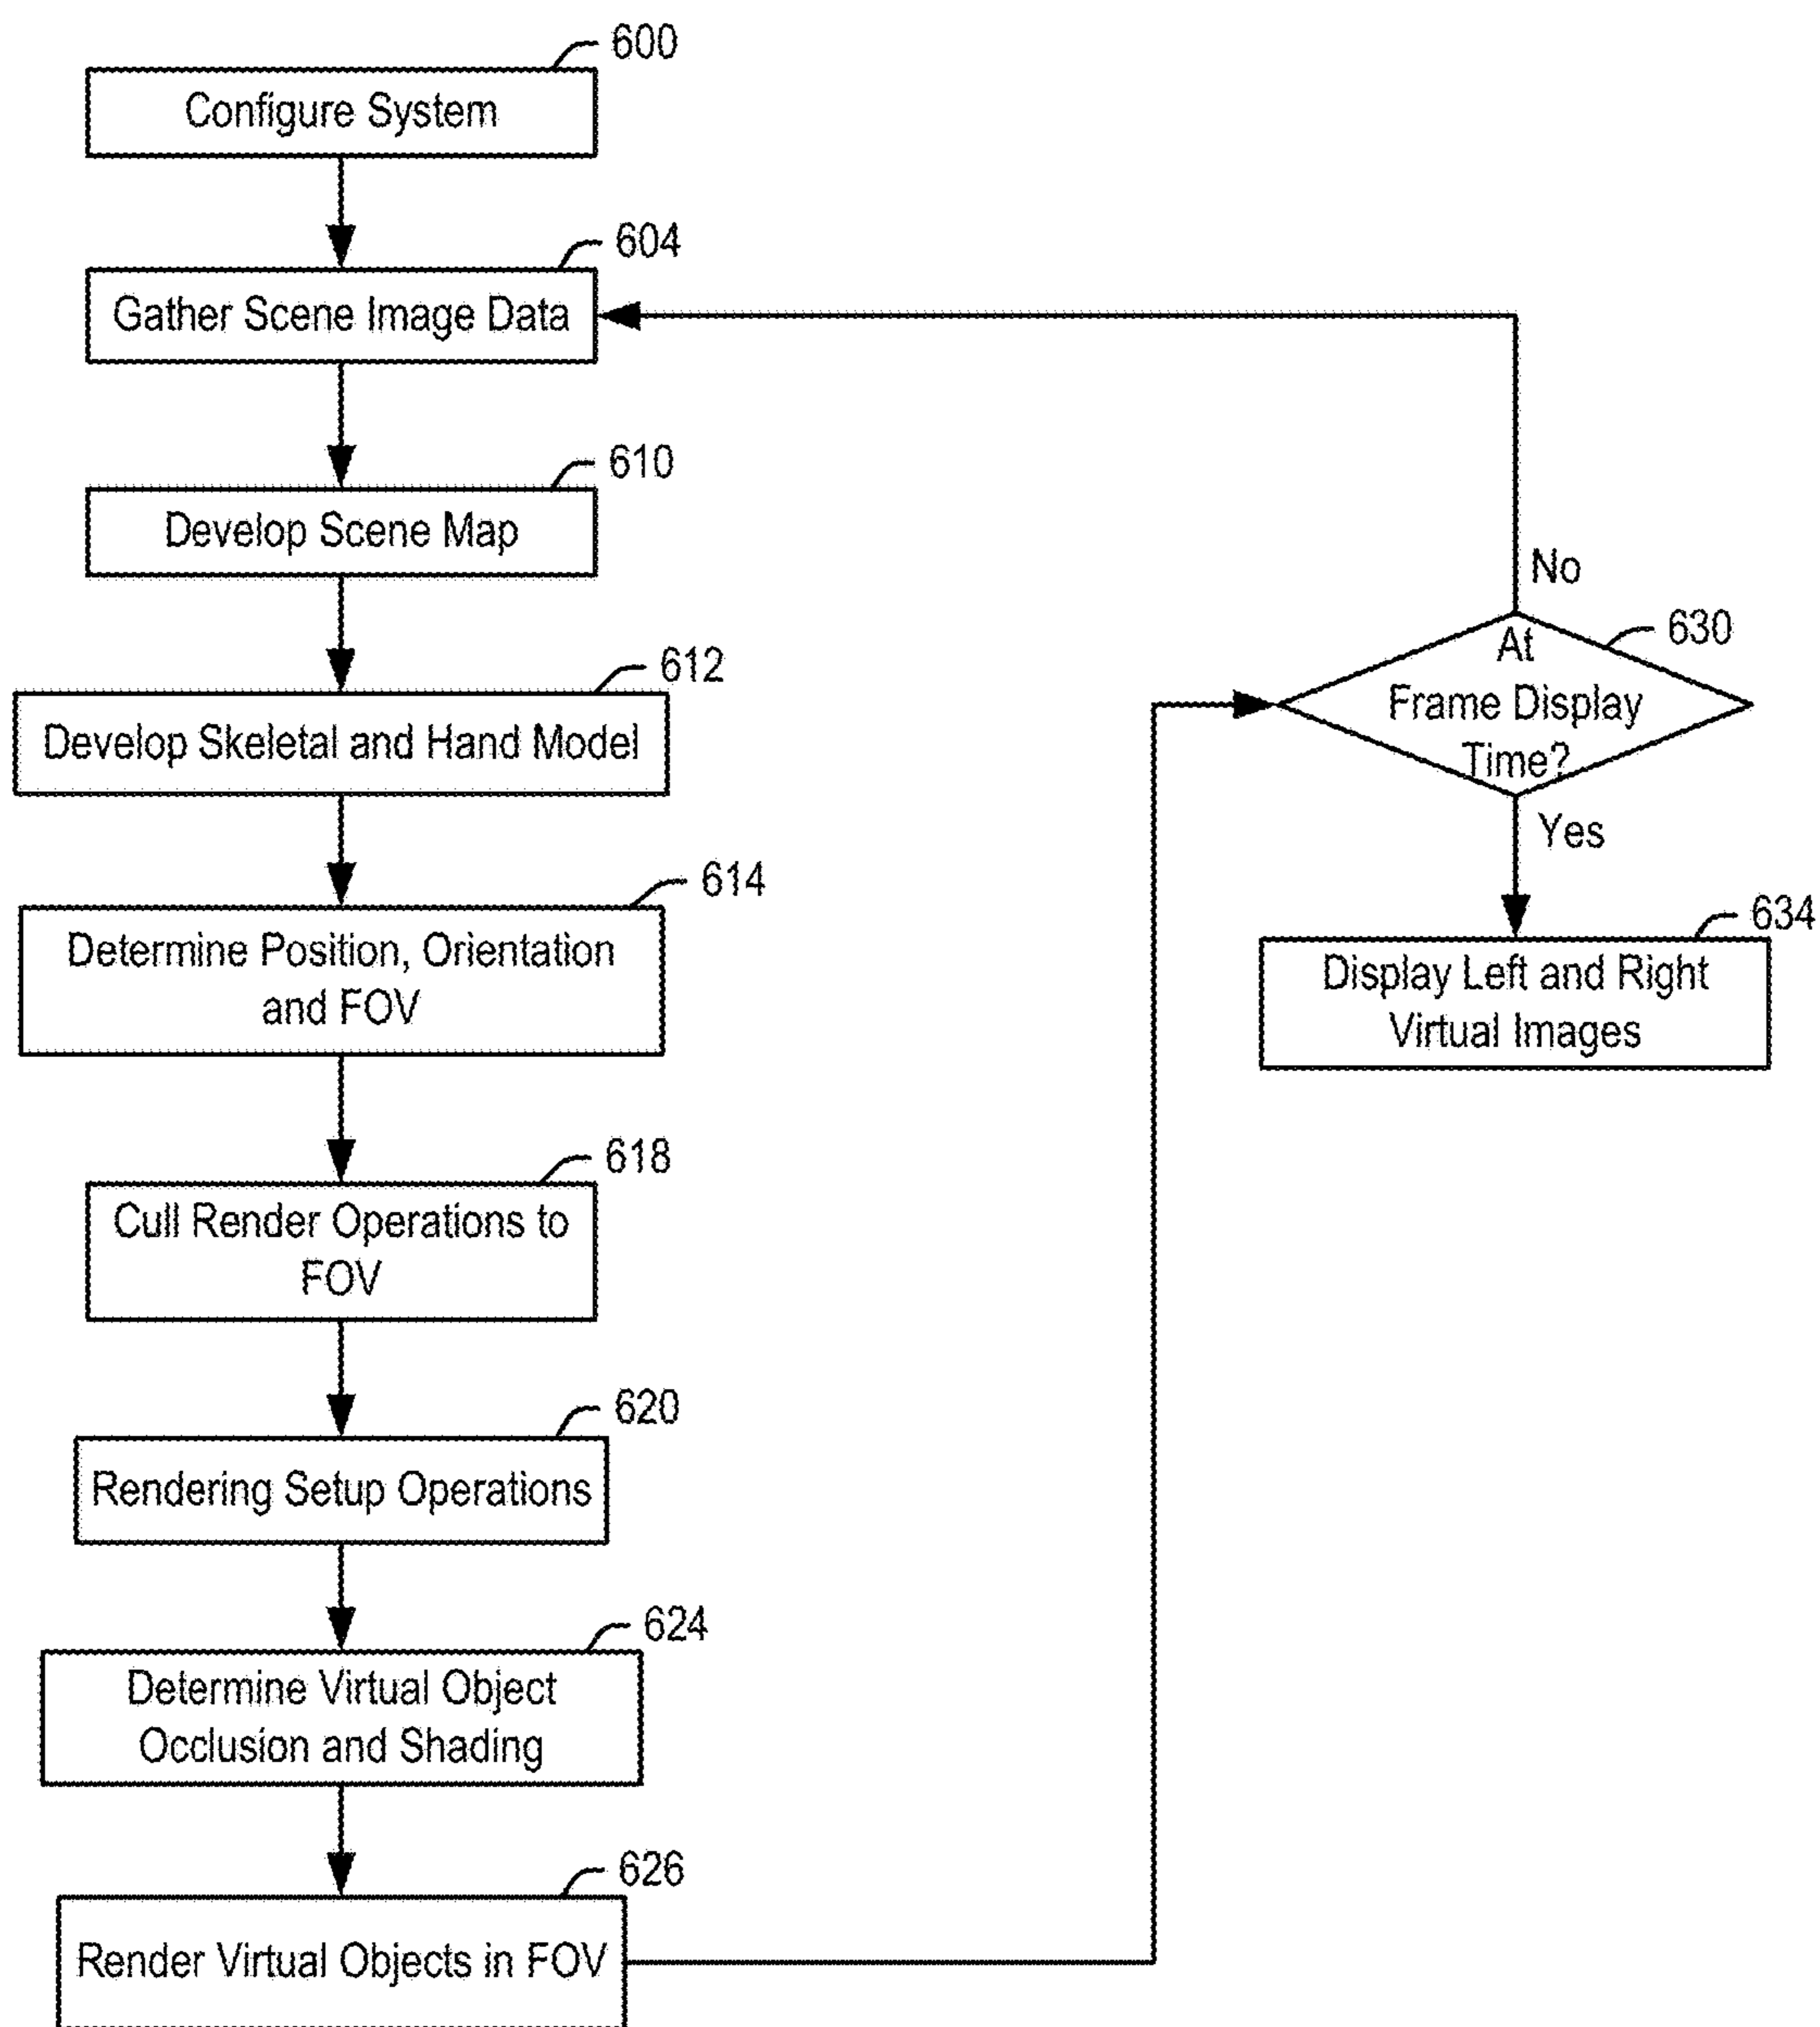 600
Configure System
604
Gather Scene Image Data
610
Develop Scene Map
612
Develop Skeletal and Hand Model
614
Determine Position, Orientation
and FOV
618
Cull Render Operations to
FOV
620
Rendering Setup Operations
624
Determine Virtual Object
Occlusion and Shading
626
Render Virtual Objects in FOV
No
630
At
Frame Display
Time?
Yes
634
Display Left and Right
Virtual Images